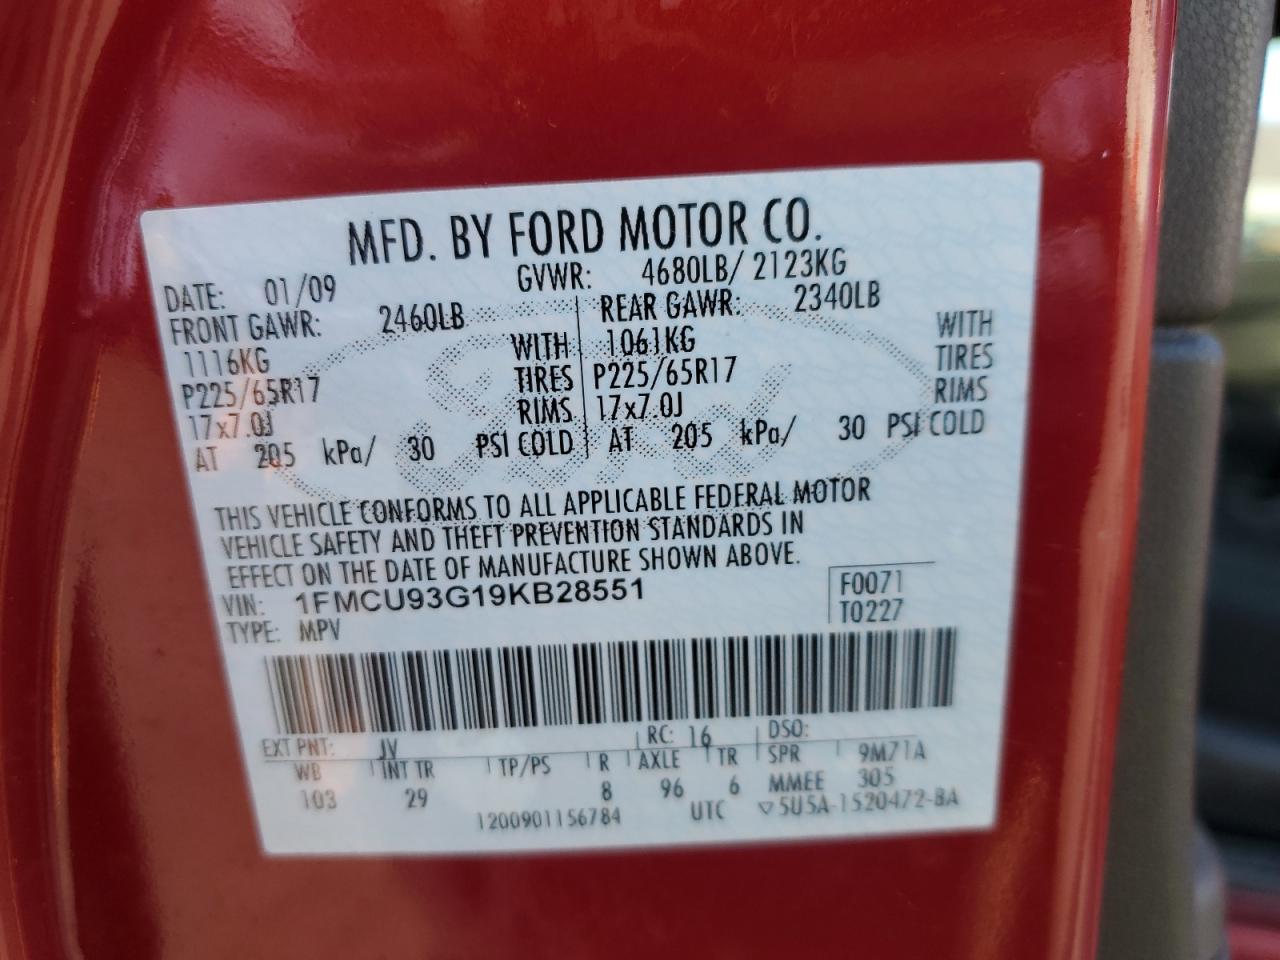 MFD. BY FORD MOTOR CO.
DATE: 01/09 GVWR: 4680LB/ 2123KG
FRONT GAWR: 2460LB REAR GAWR: 2340LB
1116KG WITH 1061KG WITH
P225/65R17 TIRES P225/65R17 TIRES
17x7.0J RIMS 17x7.0J RIMS
AT 205 kPa/ 30 PSI COLD AT 205 kPa/ 30 PSI COLD
THIS VEHICLE CONFORMS TO ALL APPLICABLE FEDERAL MOTOR
VEHICLE SAFETY AND THEFT PREVENTION STANDARDS IN
EFFECT ON THE DATE OF MANUFACTURE SHOWN ABOVE.
VIN: 1FMCU93G19KB28551 F0071
TYPE: MPV T0227
EXT PNT: JV RC: 16 DSO:
WB INT TR TP/PS R AXLE TR SPR 9M71A
103 29 8 96 6 MMEE 305
1200901156784 UTC ▽5U5A-1520472-BA